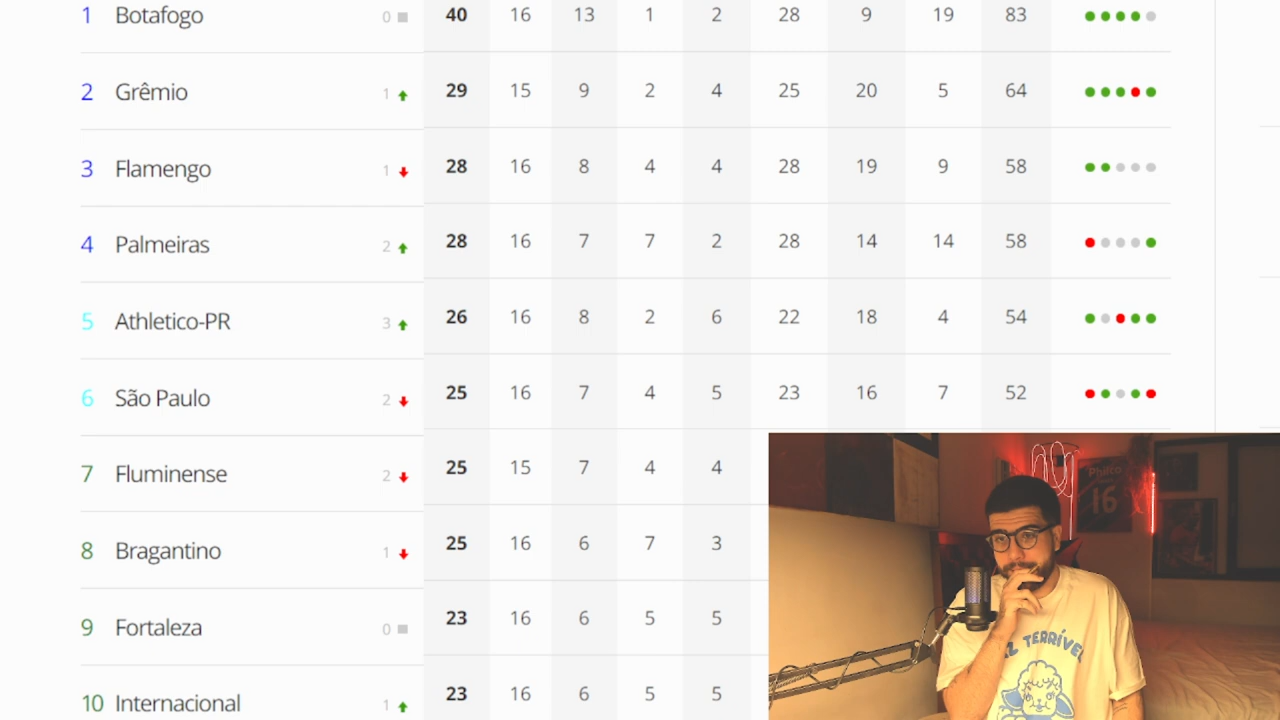 1 Botafogo 0 40 16 13 1 2 28 9 19 83
2 Grêmio 1 29 15 9 2 4 25 20 5 64
3 Flamengo 1 28 16 8 4 4 28 19 9 58
4 Palmeiras 2 28 16 7 7 2 28 14 14 58
5 Athletico-PR 3 26 16 8 2 6 22 18 4 54
6 São Paulo 2 25 16 7 4 5 23 16 7 52
7 Fluminense 2 25 15 7 4 4
8 Bragantino 1 25 16 6 7 3
9 Fortaleza 0 23 16 6 5 5
10 Internacional 1 23 16 6 5 5
Philco
16
TERRÍVEL